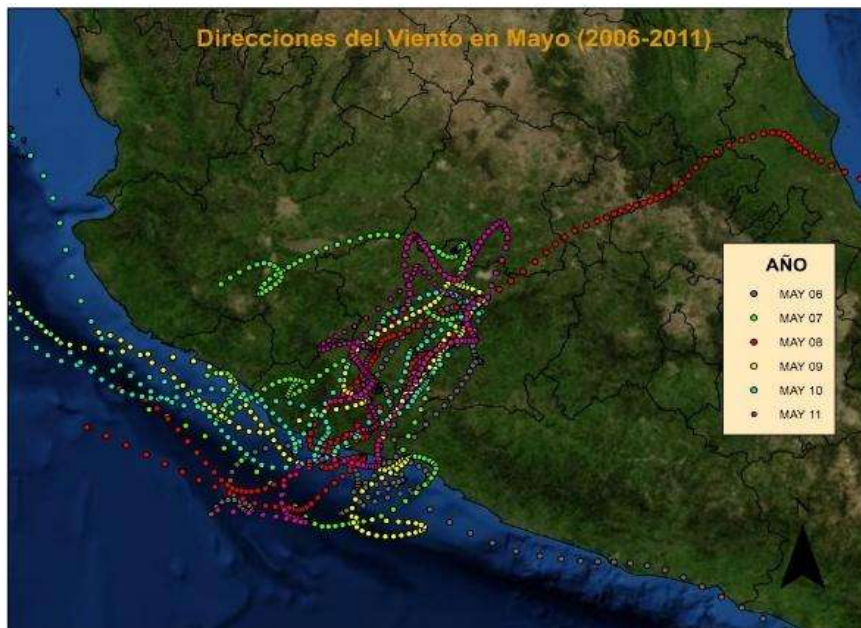 Direcciones del Viento en Mayo (2006-2011)
AÑO
MAY 06
MAY 07
MAY 08
MAY 09
MAY 10
MAY 11
N